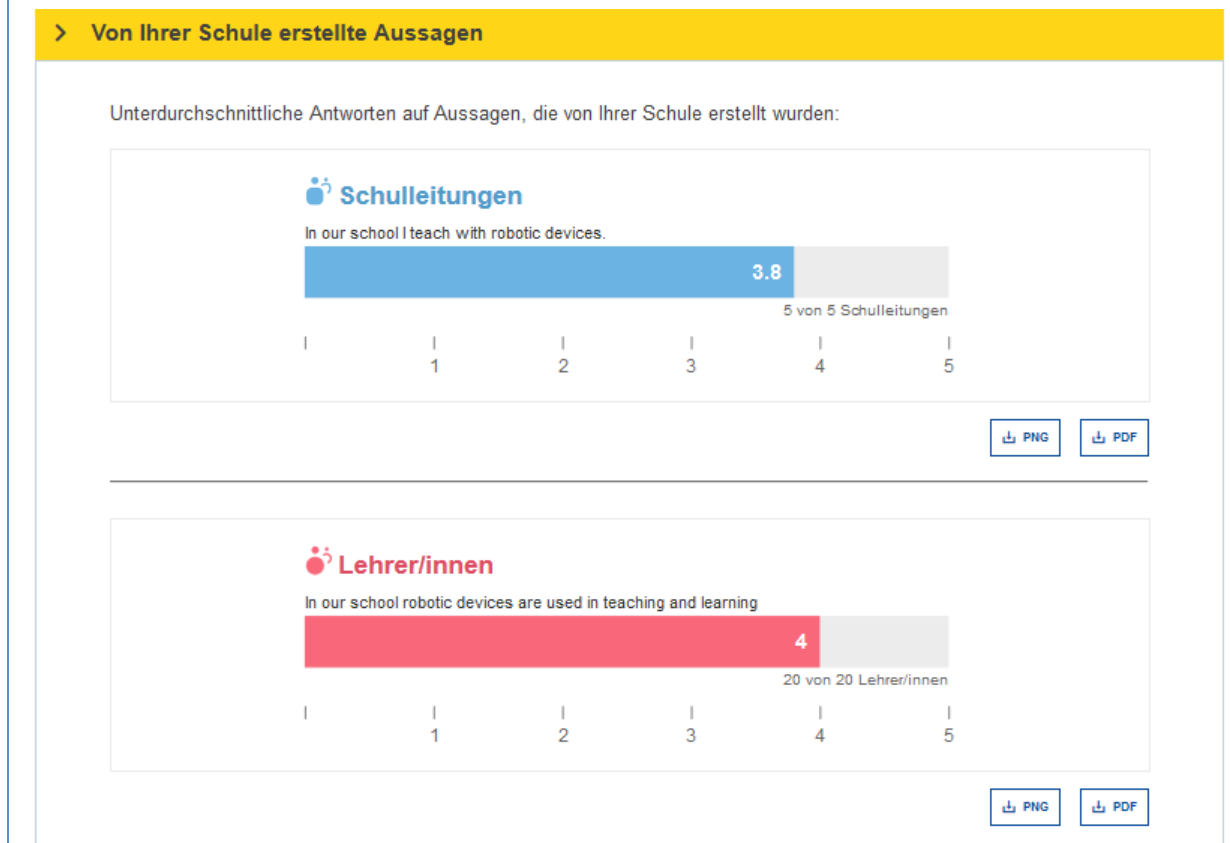 Von Ihrer Schule erstellte Aussagen
Unterdurchschnittliche Antworten auf Aussagen, die von Ihrer Schule erstellt wurden:
Schulleitungen
In our school I teach with robotic devices.
3.8
5 von 5 Schulleitungen
1 2 3 4 5
PNG PDF
Lehrer/innen
In our school robotic devices are used in teaching and learning
4
20 von 20 Lehrer/innen
1 2 3 4 5
PNG PDF